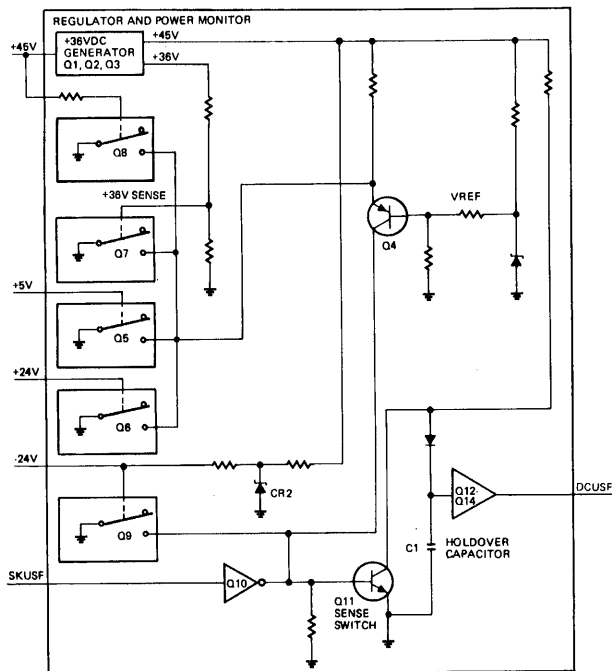 REGULATOR AND POWER MONITOR
+45V
+36VDC
GENERATOR
Q1, Q2, Q3
+45V
+36V
Q8
+36V SENSE
Q7
VREF
Q4
+5V
Q5
+24V
Q6
-24V
CR2
Q9
Q12-
Q14
DCUSF
C1
HOLDOVER
CAPACITOR
SKUSF
Q10
Q11
SENSE
SWITCH